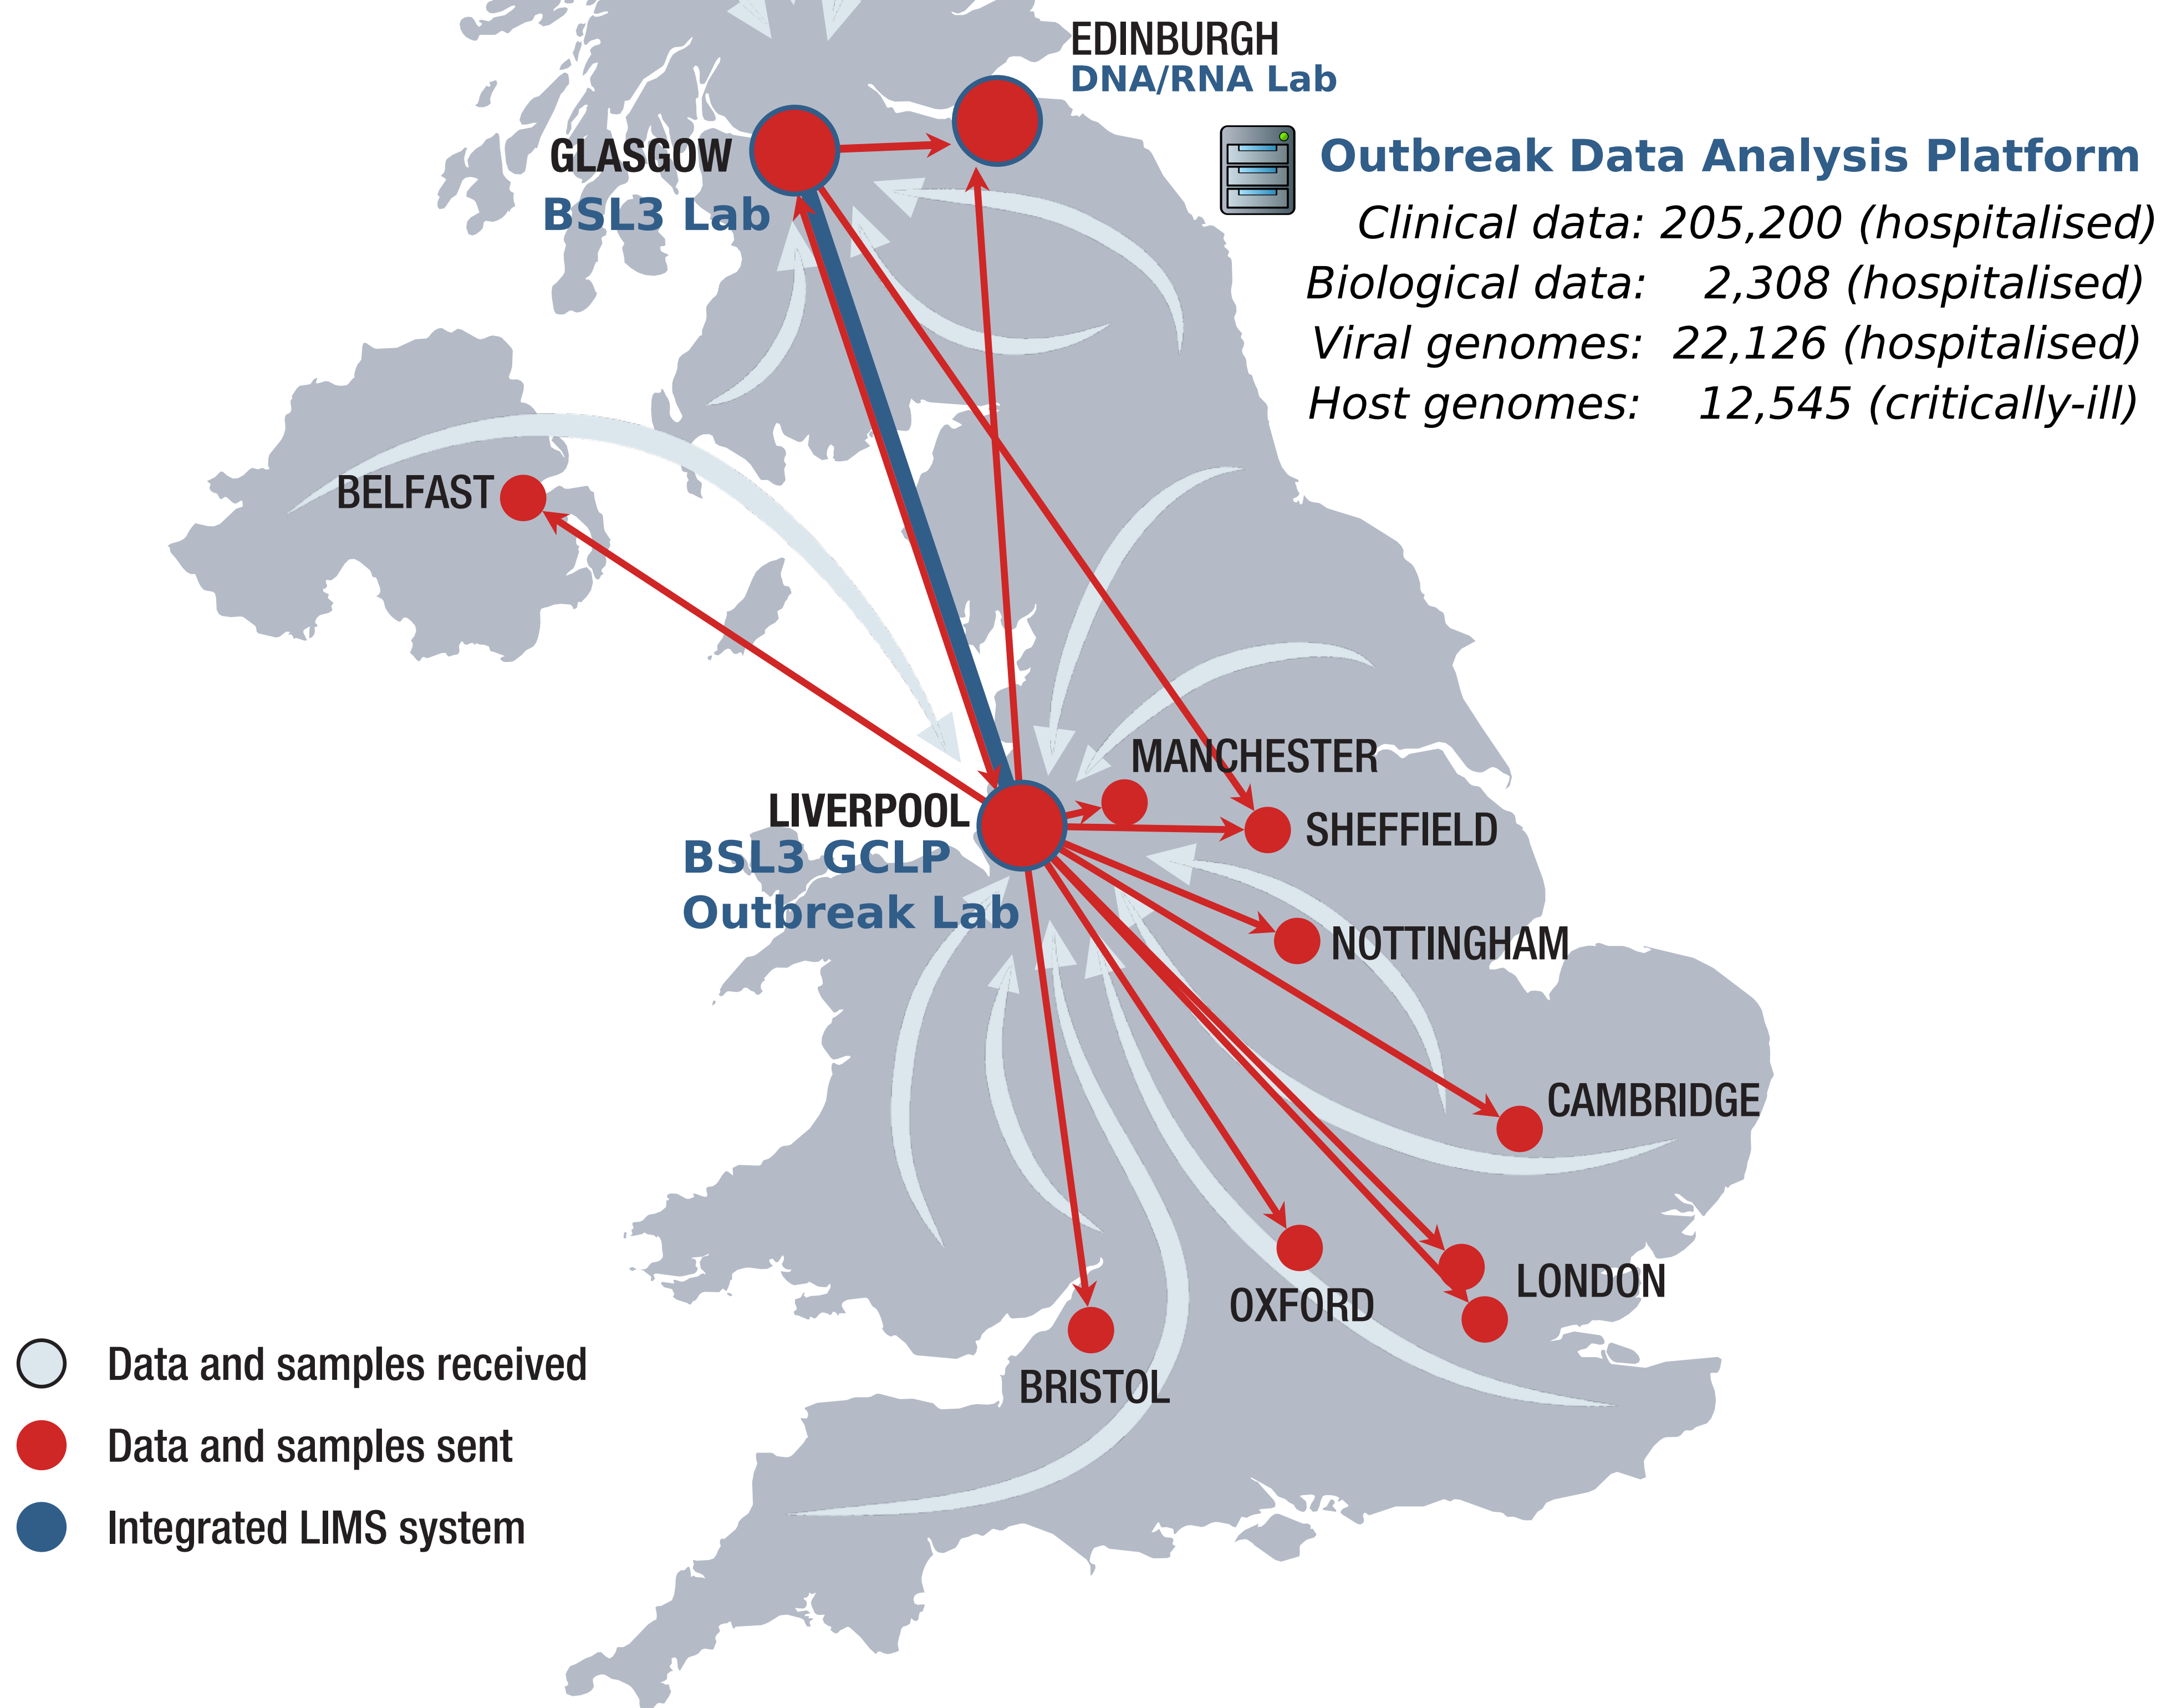 EDINBURGH
DNA/RNA Lab
GLASGOW
BSL3 Lab
Outbreak Data Analysis Platform
Clinical data: 205,200 (hospitalised)
Biological data: 2,308 (hospitalised)
Viral genomes: 22,126 (hospitalised)
Host genomes: 12,545 (critically-ill)
BELFAST
MANCHESTER
LIVERPOOL
BSL3 GCLP
Outbreak Lab
SHEFFIELD
NOTTINGHAM
CAMBRIDGE
LONDON
OXFORD
BRISTOL
Data and samples received
Data and samples sent
Integrated LIMS system